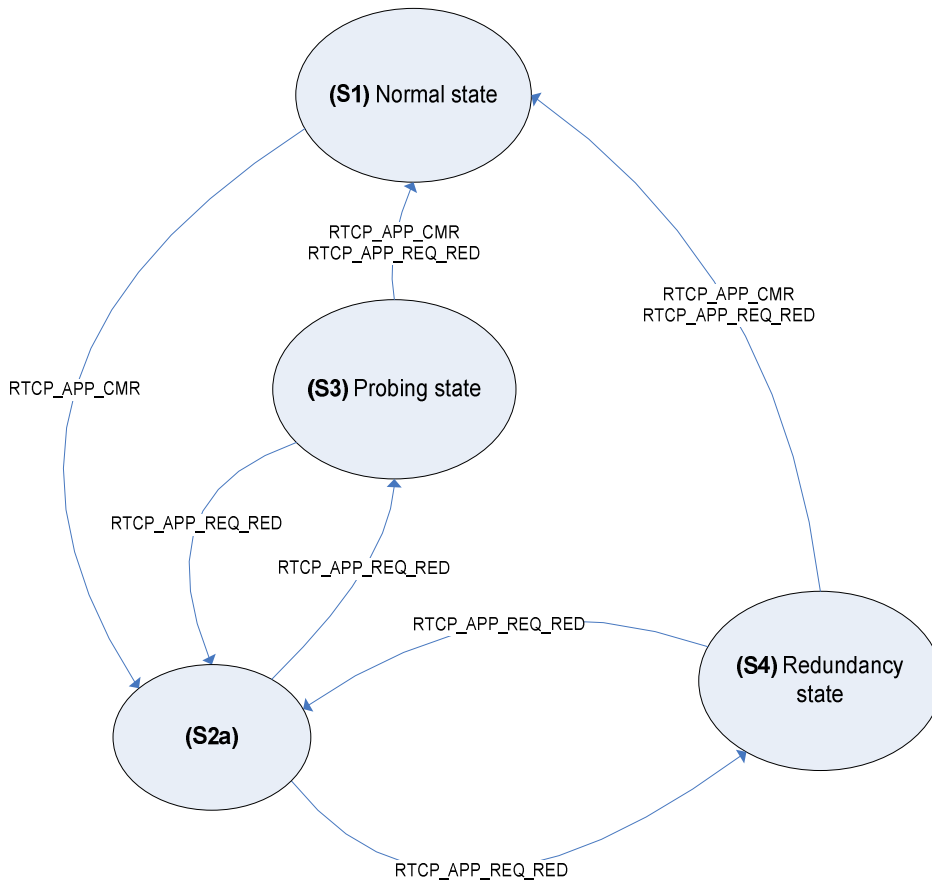 (S1) Normal state
RTCP_APP_CMR
RTCP_APP_REQ_RED
RTCP_APP_CMR
RTCP_APP_REQ_RED
RTCP_APP_CMR
(S3) Probing state
RTCP_APP_REQ_RED
RTCP_APP_REQ_RED
RTCP_APP_REQ_RED
(S4) Redundancy
state
(S2a)
RTCP_APP_REQ_RED